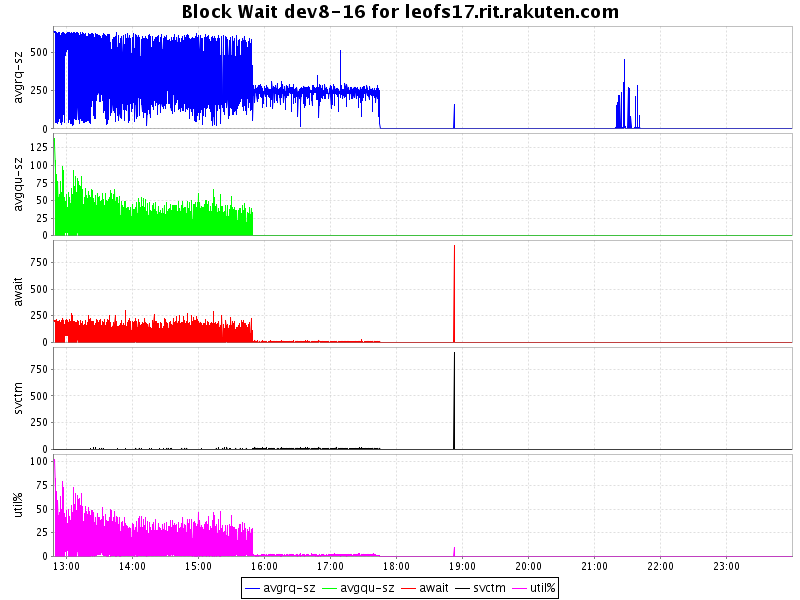 Block Wait dev8-16 for leofs17.rit.rakuten.com
avgrq-sz
500
250
0
avgqu-sz
125
100
75
50
25
0
await
750
500
250
0
svctm
750
500
250
0
util%
100
75
50
25
0
13:00 14:00 15:00 16:00 17:00 18:00 19:00 20:00 21:00 22:00 23:00
avgrq-sz avgqu-sz await svctm util%